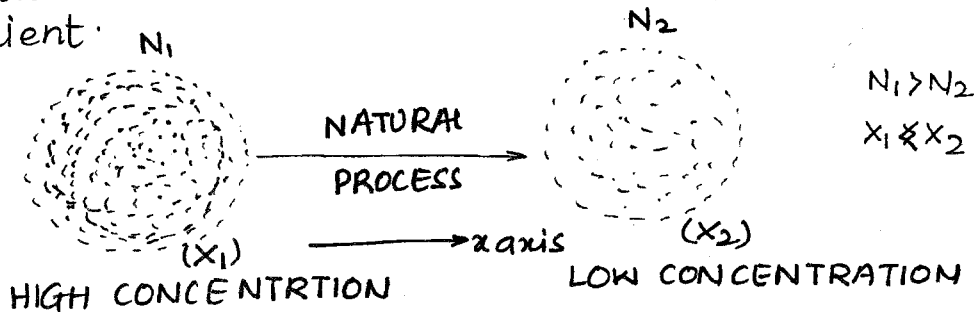 ient.
N₁
N₂
N₁ > N₂
NATURAL
X₁ < X₂
PROCESS
(X₁)
x axis
(X₂)
HIGH CONCENTRTION
LOW CONCENTRATION